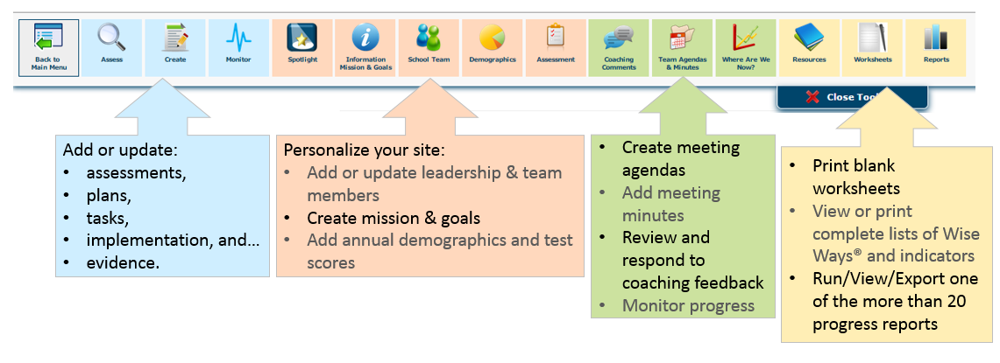 Back to
Main Menu
Assess
Create
Monitor
Spotlight
Information
Mission & Goals
School Team
Demographics
Assessment
Coaching
Comments
Team Agendas
& Minutes
Where Are We
Now?
Resources
Worksheets
Reports
Close Tool
Add or update:
• assessments,
• plans,
• tasks,
• implementation, and...
• evidence.
Personalize your site:
• Add or update leadership & team
members
• Create mission & goals
• Add annual demographics and test
scores
• Create meeting
agendas
• Add meeting
minutes
• Review and
respond to
coaching feedback
• Monitor progress
• Print blank
worksheets
• View or print
complete lists of Wise
Ways® and indicators
• Run/View/Export one
of the more than 20
progress reports